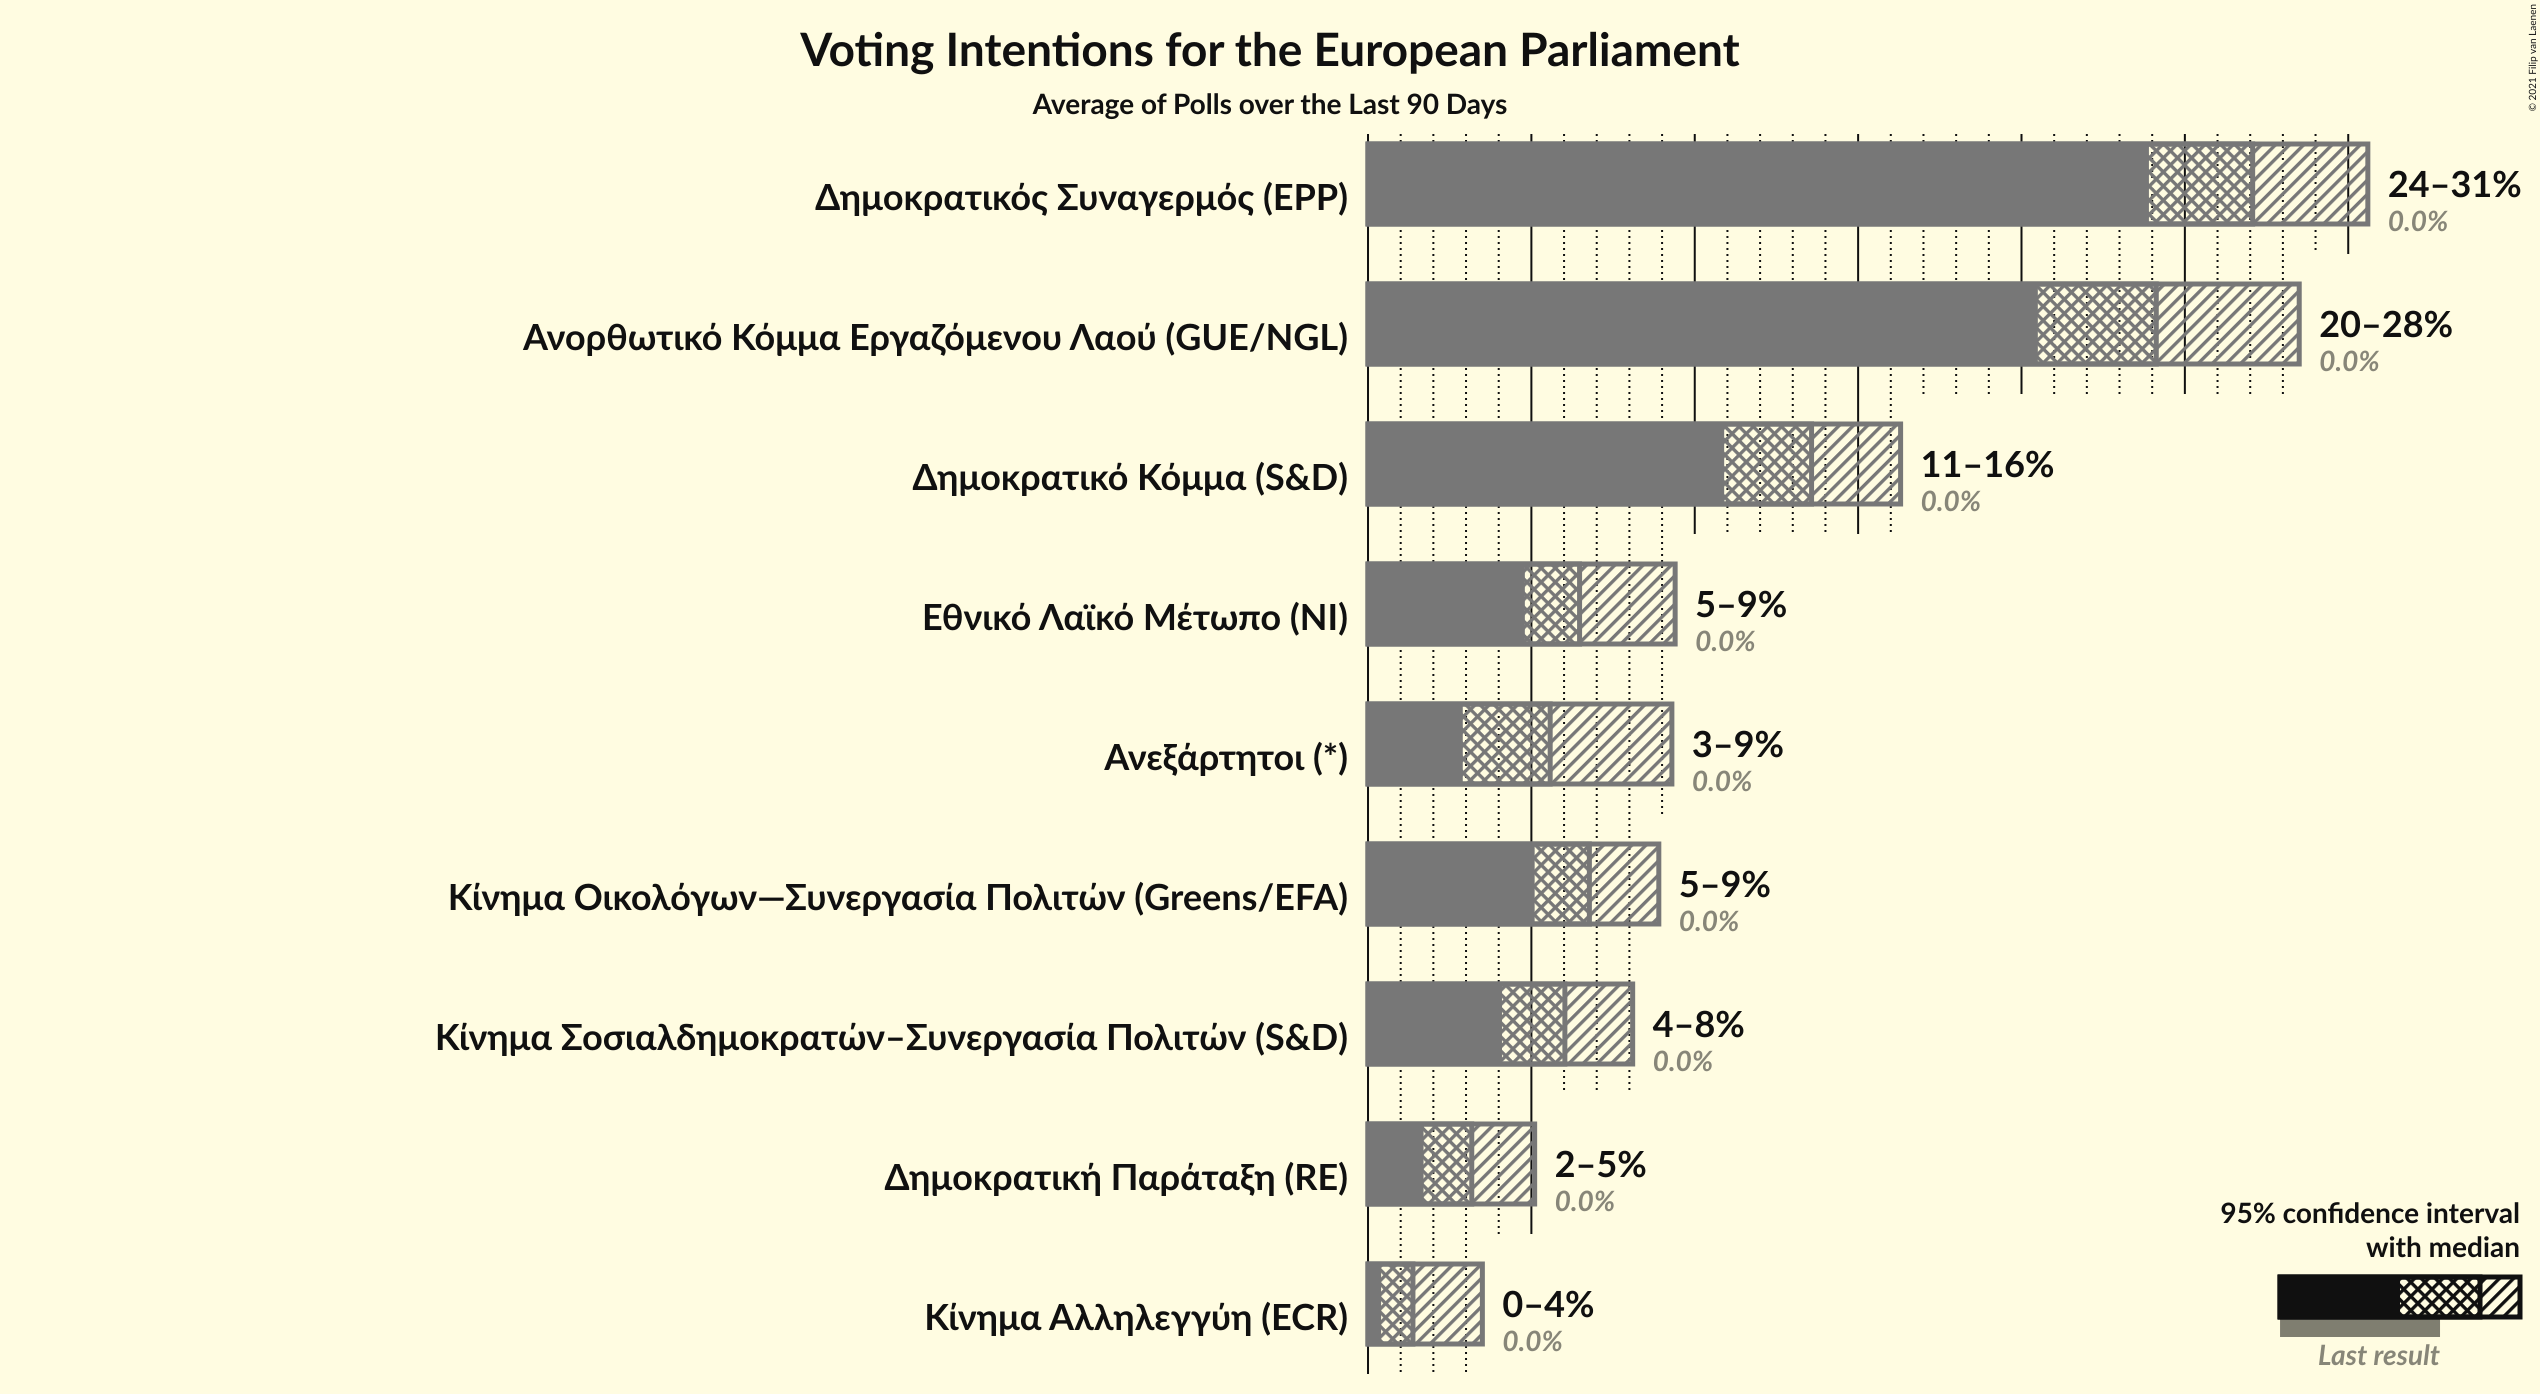 © 2021 Filip van Laenen
Voting Intentions for the European Parliament
Average of Polls over the Last 90 Days
Δημοκρατικός Συναγερμός (EPP)
24–31%
0.0%
Ανορθωτικό Κόμμα Εργαζόμενου Λαού (GUE/NGL)
20–28%
0.0%
Δημοκρατικό Κόμμα (S&D)
11–16%
0.0%
Εθνικό Λαϊκό Μέτωπο (NI)
5–9%
0.0%
Ανεξάρτητοι (*)
3–9%
0.0%
Κίνημα Οικολόγων—Συνεργασία Πολιτών (Greens/EFA)
5–9%
0.0%
Κίνημα Σοσιαλδημοκρατών–Συνεργασία Πολιτών (S&D)
4–8%
0.0%
Δημοκρατική Παράταξη (RE)
2–5%
0.0%
Κίνημα Αλληλεγγύη (ECR)
0–4%
0.0%
95% confidence interval
with median
Last result